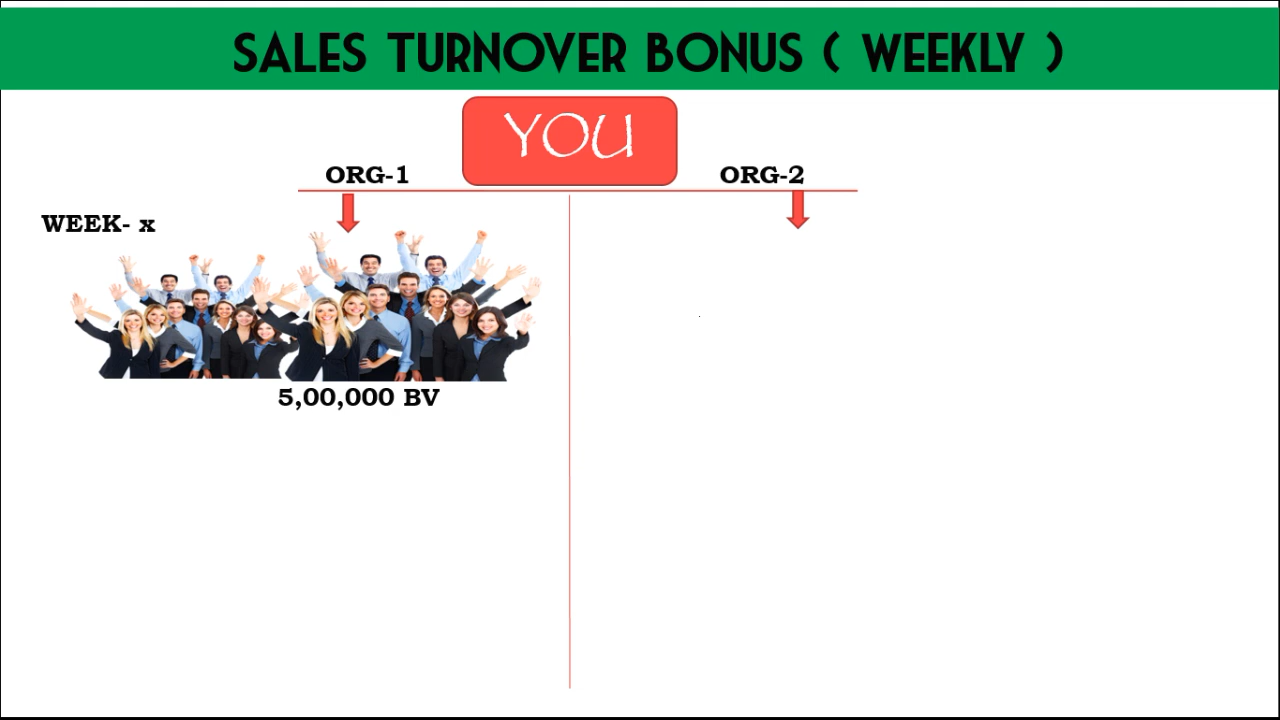 SALES TURNOVER BONUS ( WEEKLY )
YOU
ORG-1
ORG-2
WEEK- x
5,00,000 BV